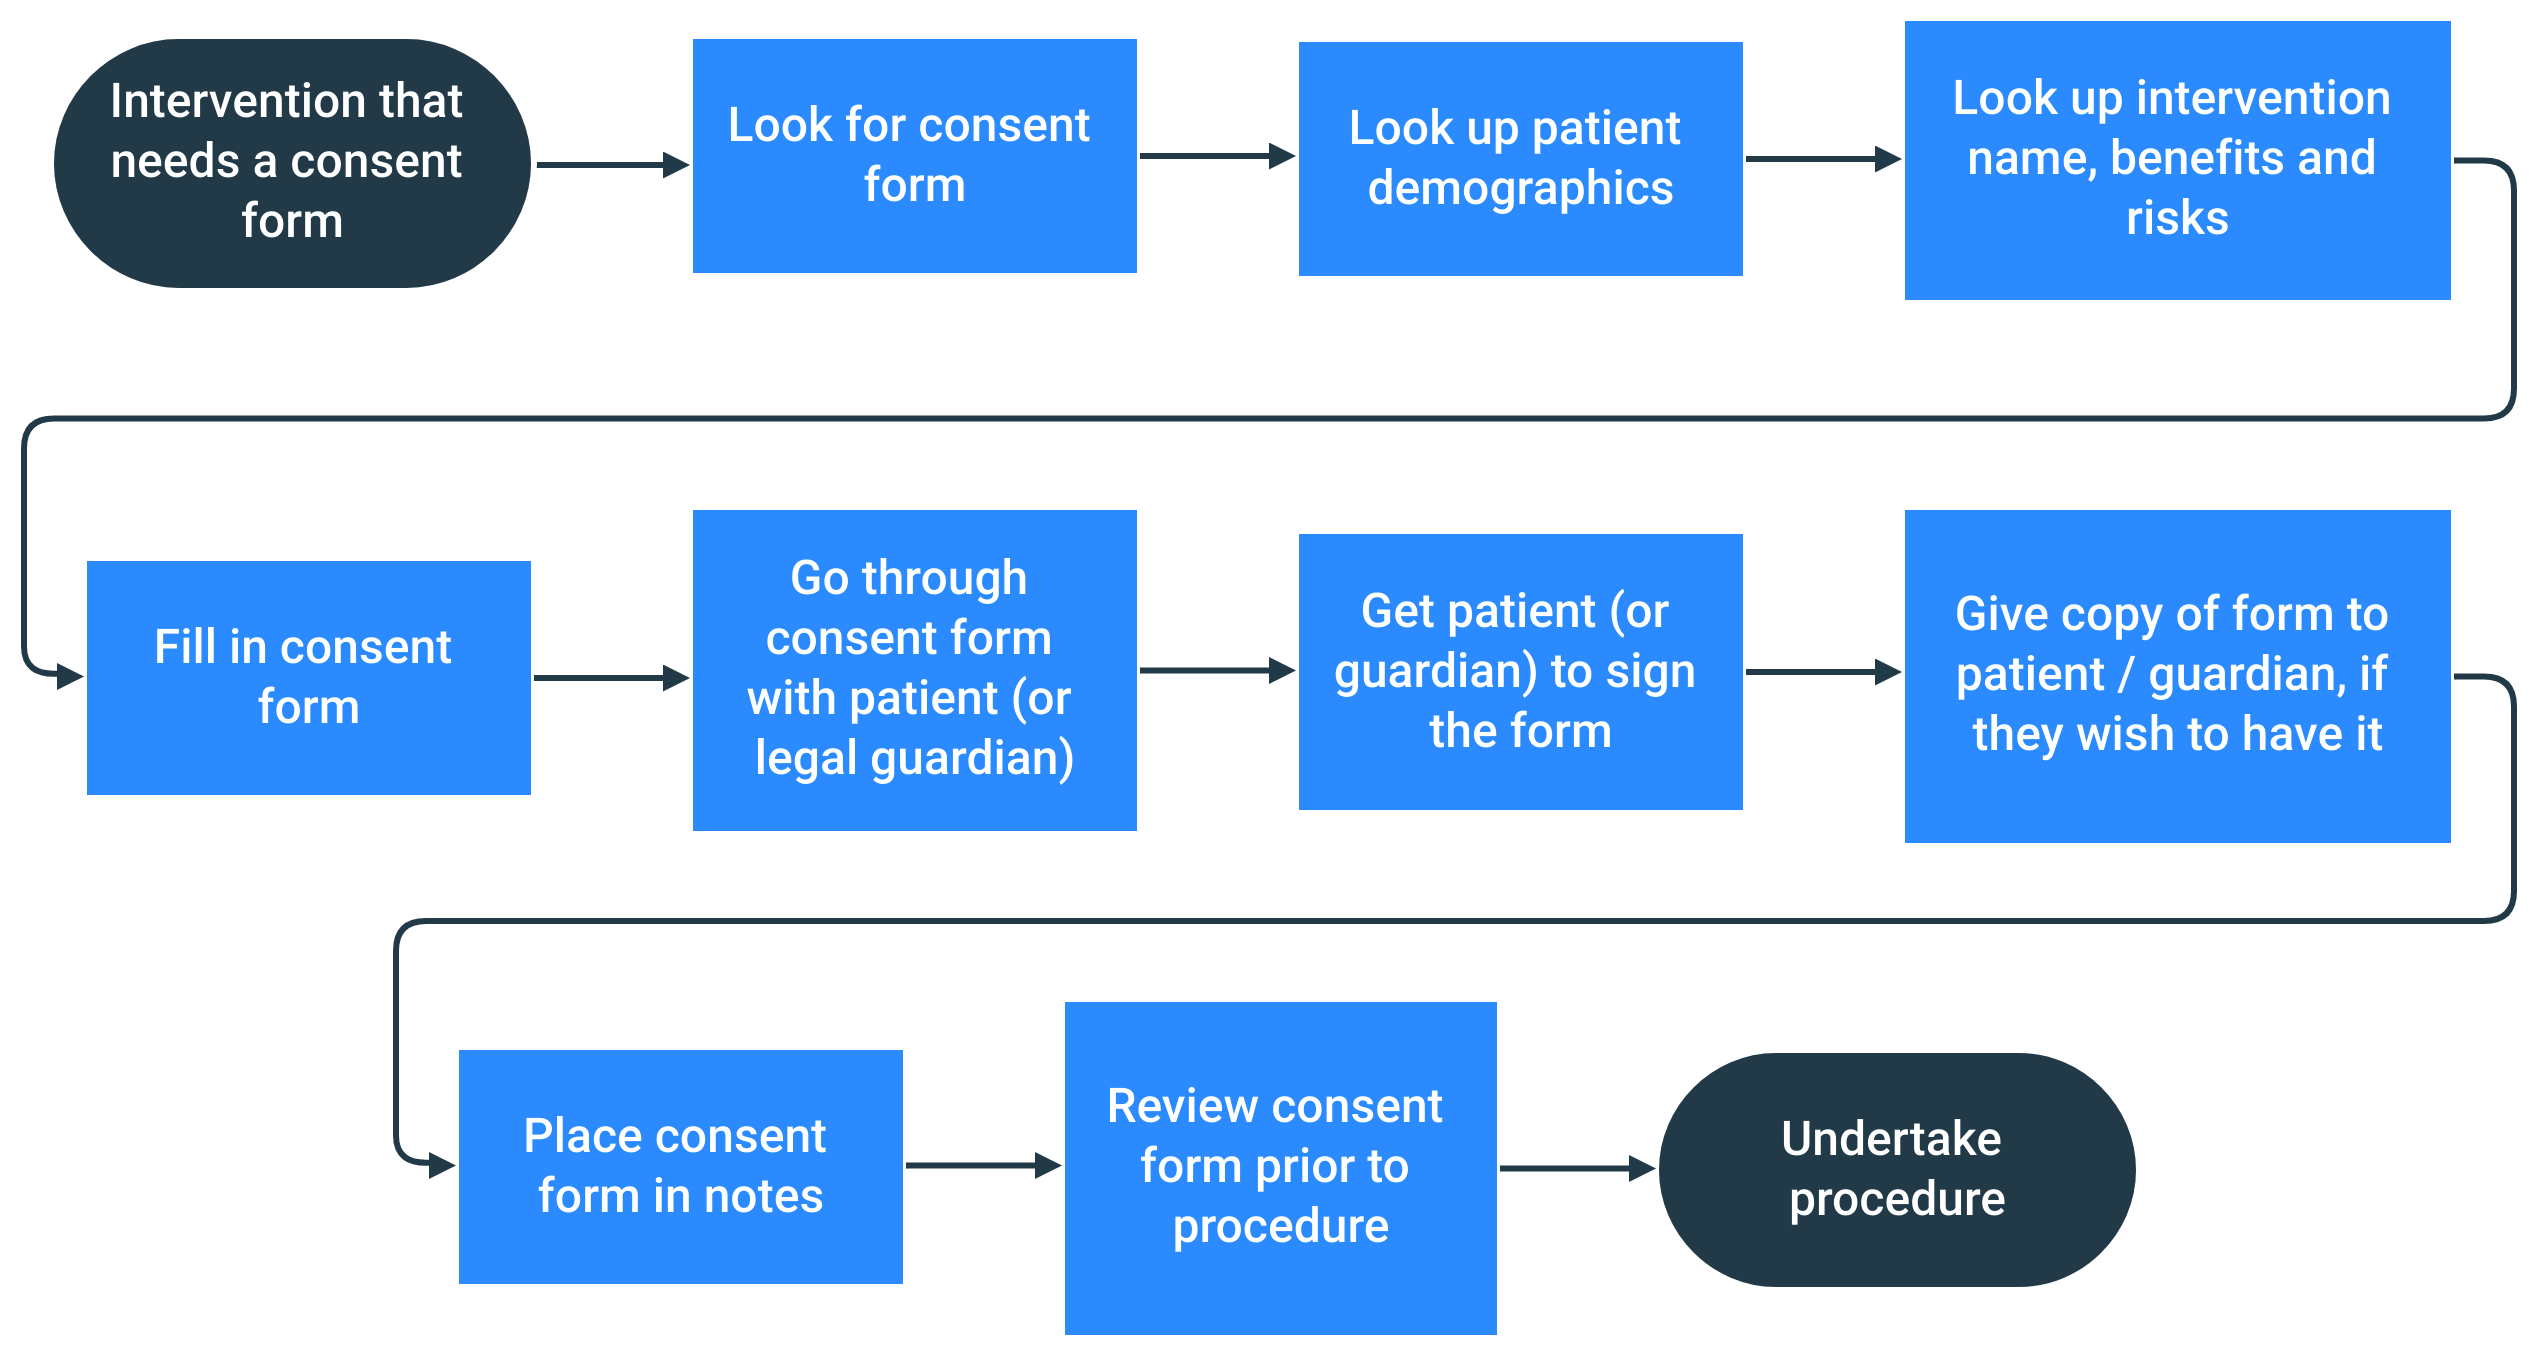 Intervention that
needs a consent
form
Look for consent
form
Look up patient
demographics
Look up intervention
name, benefits and
risks
Fill in consent
form
Go through
consent form
with patient (or
legal guardian)
Get patient (or
guardian) to sign
the form
Give copy of form to
patient / guardian, if
they wish to have it
Place consent
form in notes
Review consent
form prior to
procedure
Undertake
procedure